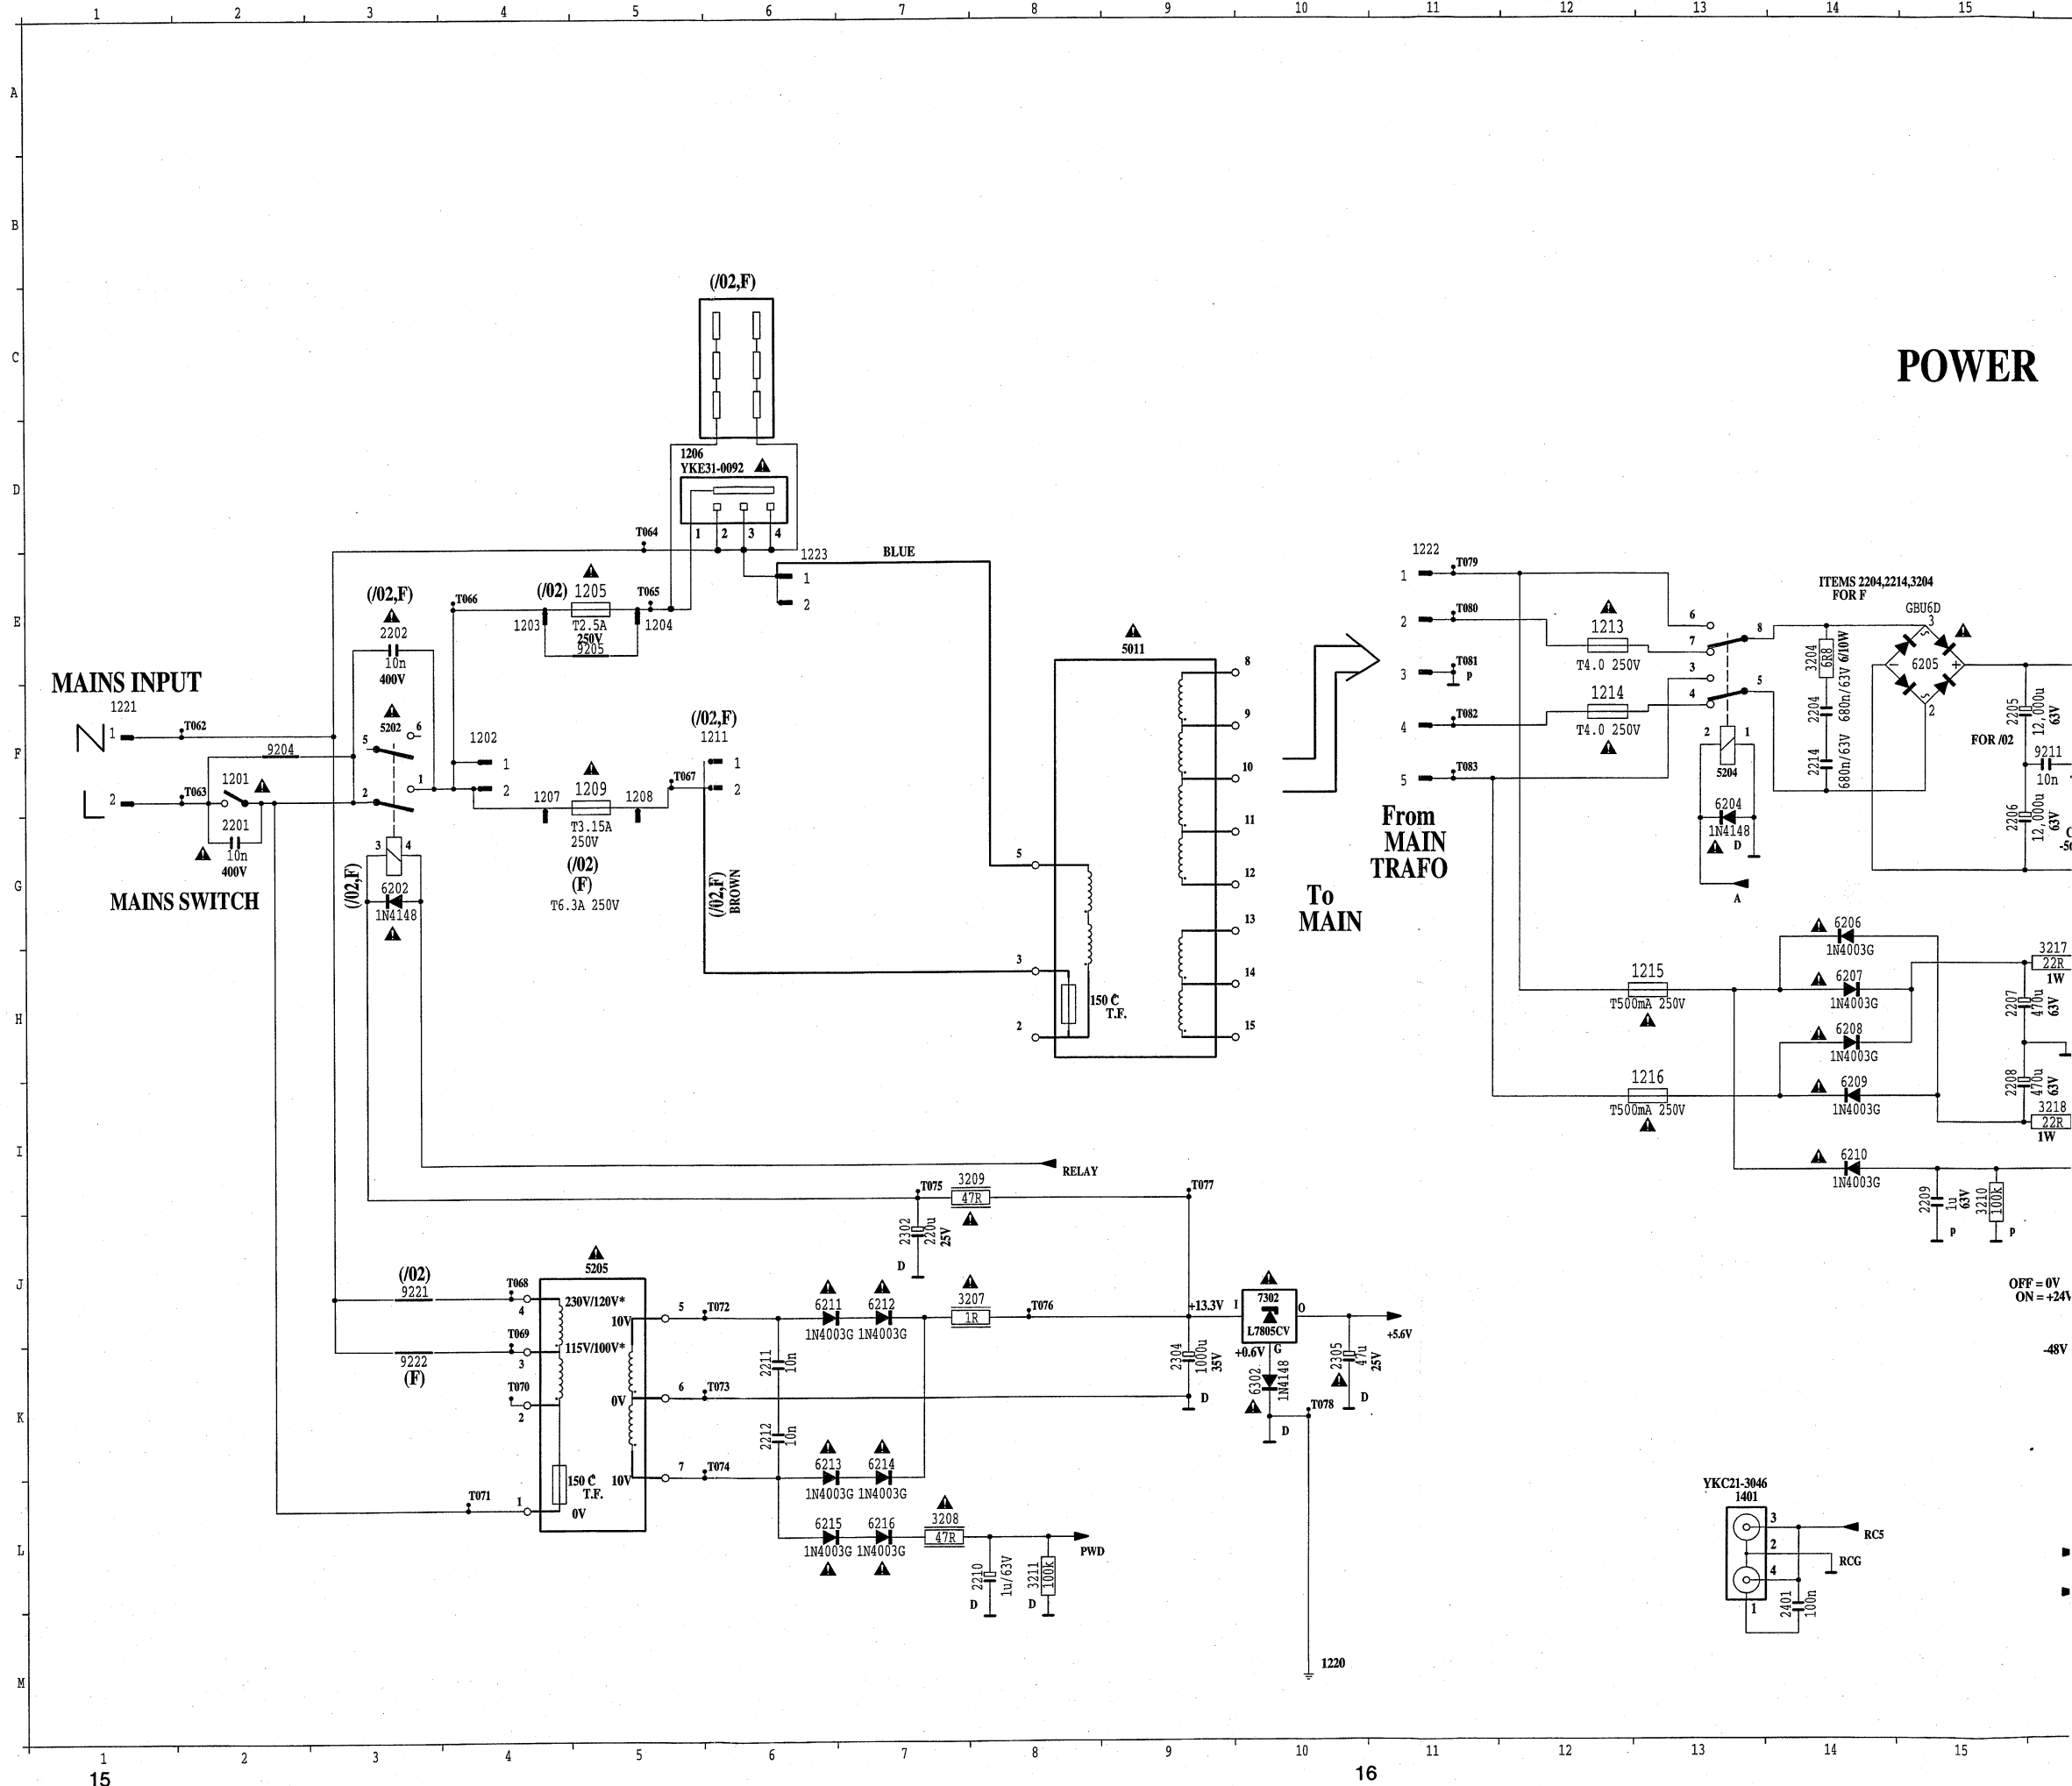 1 2 3 4 5 6 7 8 9 10 11 12 13 14 15
A
B
C
D
E
F
G
H
I
J
K
L
M
POWER
(/02,F)
1206
YKE31-0092
1 2 3 4
T064
1223
1
2
BLUE
(/02,F)
2202
10n
400V
T066
(/02) 1205
T2.5A
250V
9205
1203
1204
T065
MAINS INPUT
1221
N 1
T062
9204
L 2
T063
1201
2201
10n
400V
MAINS SWITCH
5202
5
6
2
1
3 4
(/02,F)
6202
1N4148
1202
1
2
1207
1209
1208
T3.15A
250V
(/02)
(F)
T6.3A 250V
T067
(/02,F)
1211
1
2
(/02,F)
BROWN
5011
5
3
2
150 C
T.F.
8
9
10
11
12
13
14
15
To
MAIN
From
MAIN
TRAFO
1222
1
T079
2
T080
3
T081
p
4
T082
5
T083
1213
T4.0 250V
1214
T4.0 250V
6
7
8
3
4
5
2 1
5204
6204
1N4148
D
A
ITEMS 2204,2214,3204
FOR F
3204
6R8
6/10W
2204
680n/63V
2214
680n/63V
GBU6D
3
6205
2
2205
12,000u
63V
FOR /02
9211
10n
2206
12,000u
63V
1215
T500mA 250V
1216
T500mA 250V
6206
1N4003G
6207
1N4003G
6208
1N4003G
6209
1N4003G
6210
1N4003G
3217
22R
1W
2207
470u
63V
2208
470u
63V
3218
22R
1W
2209
1u
63V
p
3210
100k
p
OFF = 0V
ON = +24V
-48V
RELAY
T075
3209
47R
T077
2302
220u
25V
D
(/02)
9221
9222
(F)
T068
4
T069
3
T070
2
T071
1
5205
230V/120V*
115V/100V*
10V
0V
10V
150 C
T.F.
0V
5
T072
6
T073
7
T074
2211
10n
2212
10n
6211
1N4003G
6212
1N4003G
3207
1R
T076
6213
1N4003G
6214
1N4003G
6215
1N4003G
6216
1N4003G
3208
47R
PWD
2210
1u/63V
D
3211
100k
D
+13.3V
I
7302
L7805CV
O
G
+0.6V
+5.6V
2304
1000u
35V
D
6302
1N4148
D
T078
2305
47u
25V
D
1220
YKC21-3046
1401
3
2
4
1
RC5
RCG
2401
100n
1 2 3 4 5 6 7 8 9 10 11 12 13 14 15
15 16